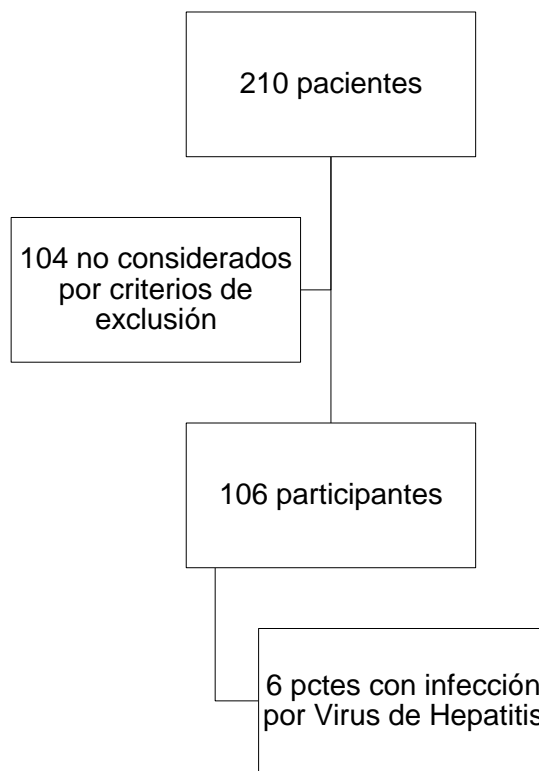 210 pacientes
104 no considerados
por criterios de
exclusión
106 participantes
6 pctes con infección
por Virus de Hepatitis